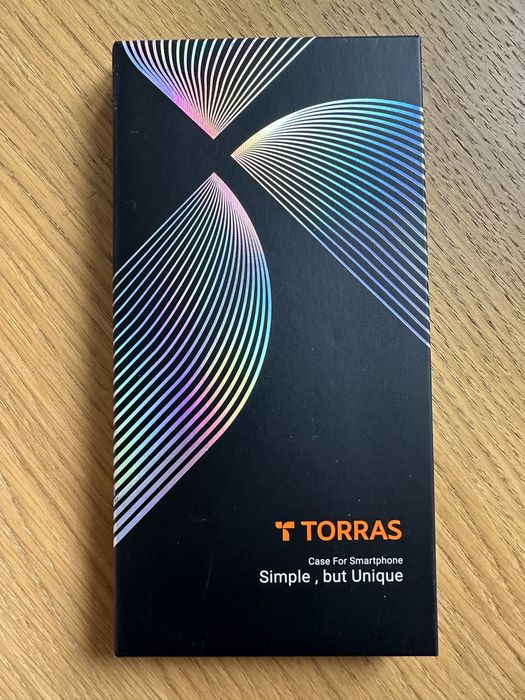 TORRAS
Case For Smartphone
Simple , but Unique